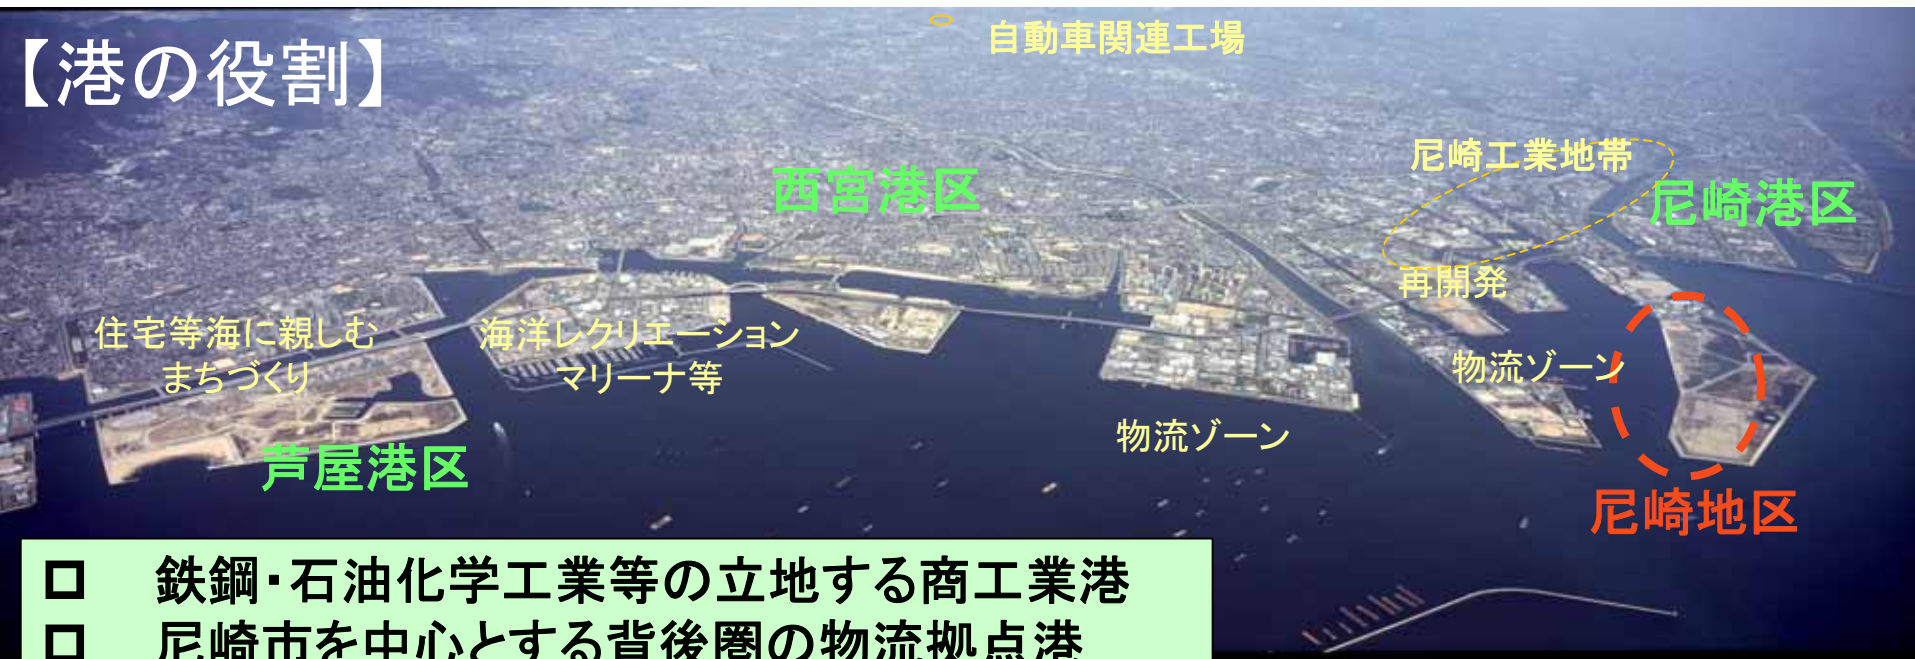 【港の役割】
自動車関連工場
尼崎工業地帯
西宮港区
尼崎港区
再開発
住宅等海に親しむ
まちづくり
海洋レクリエーション
マリーナ等
物流ゾーン
物流ゾーン
芦屋港区
尼崎地区
□ 鉄鋼・石油化学工業等の立地する商工業港
□ 尼崎市を中心とする背後圏の物流拠点港